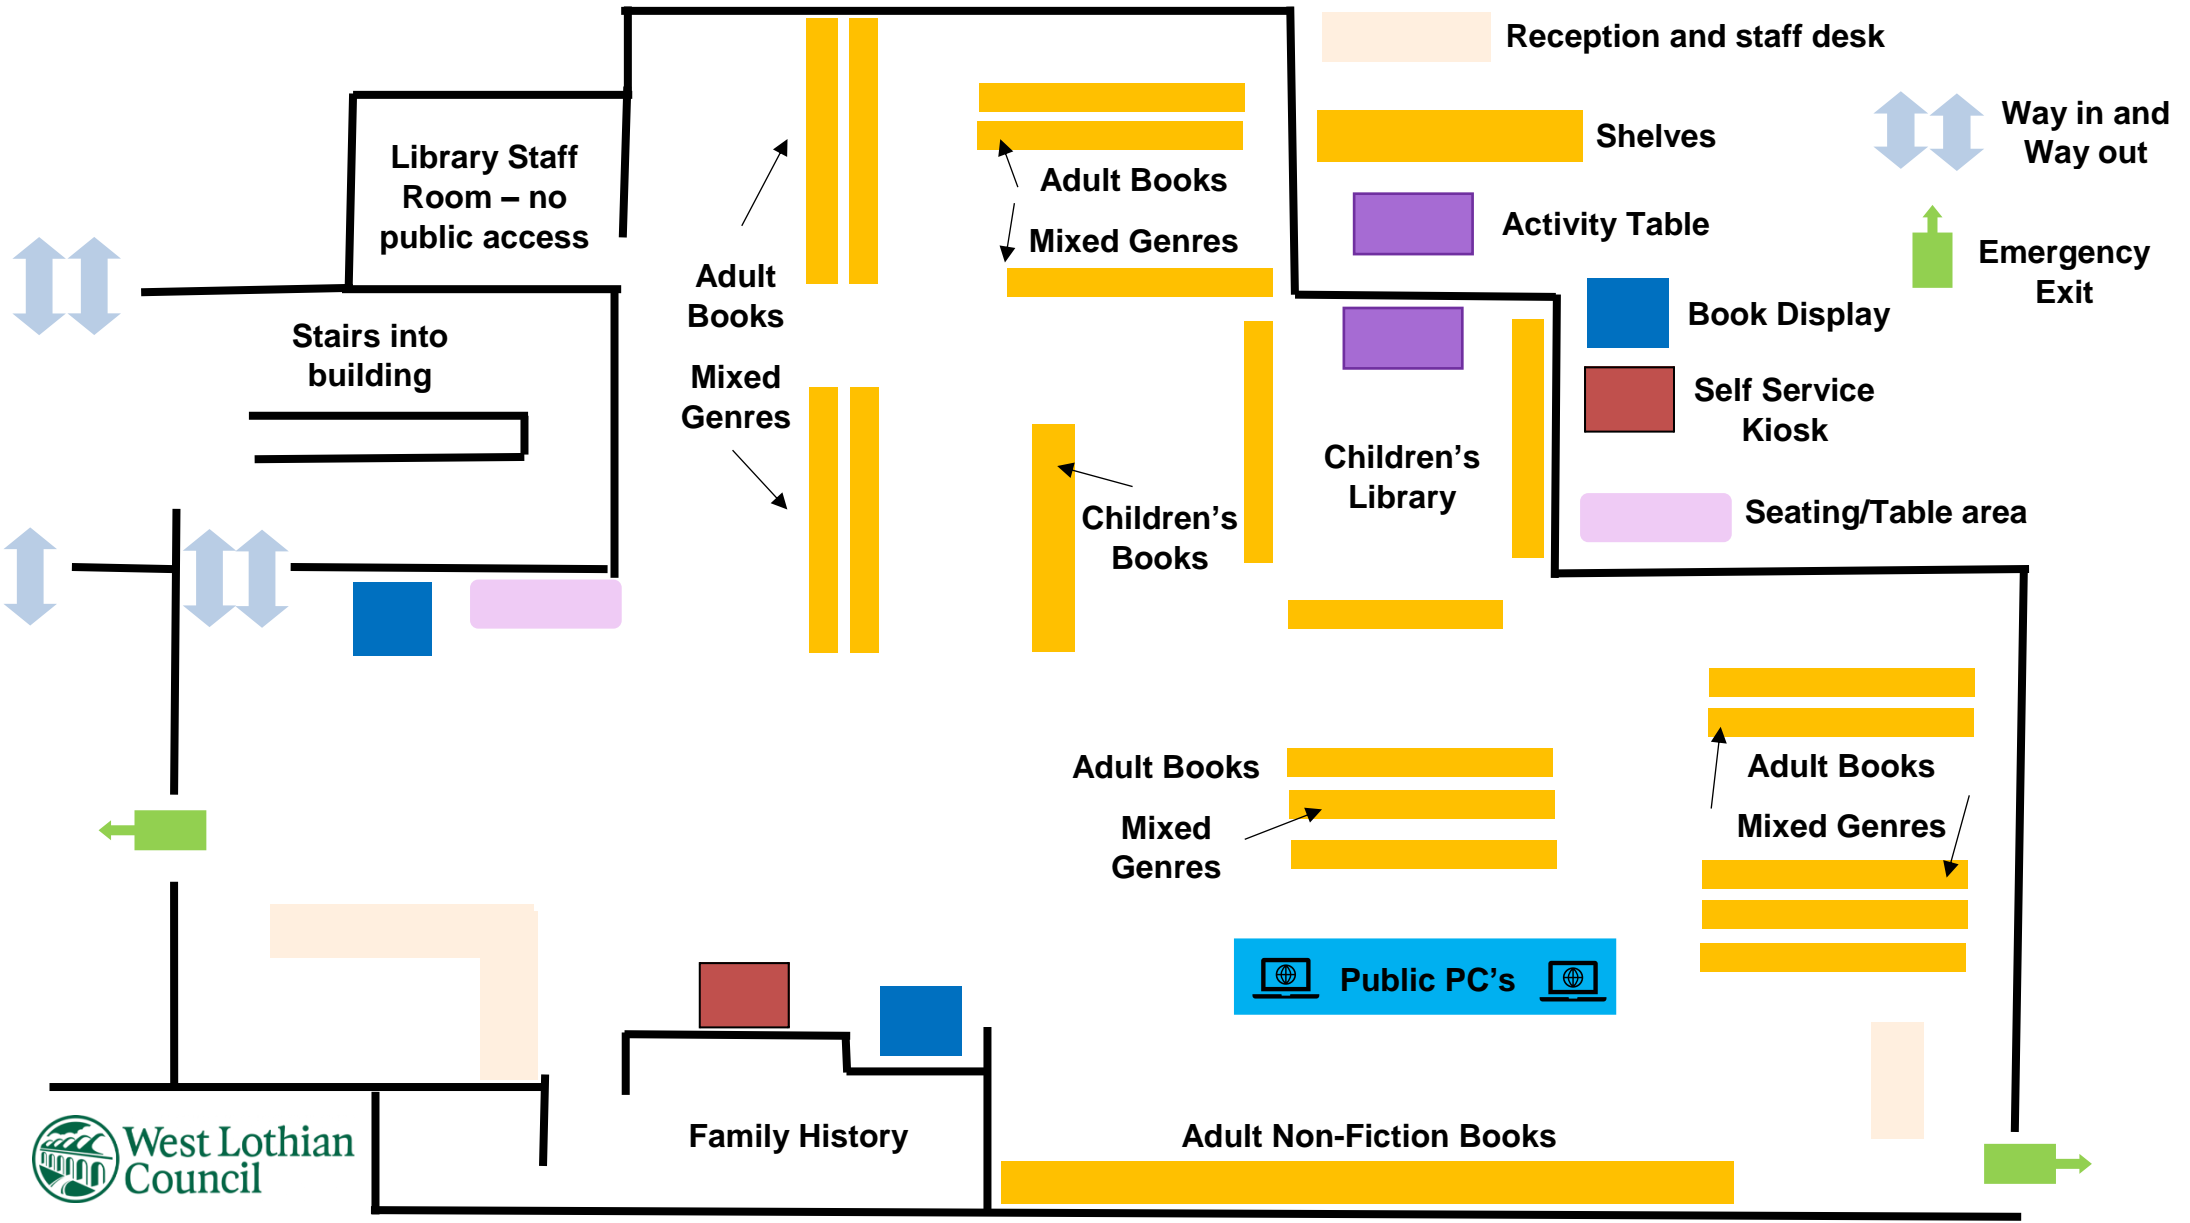 Reception and staff desk
Shelves
Way in and
Way out
Activity Table
Emergency
Exit
Book Display
Self Service
Kiosk
Seating/Table area
Library Staff
Room – no
public access
Stairs into
building
Adult
Books
Mixed
Genres
Adult Books
Mixed Genres
Children’s
Library
Children’s
Books
Adult Books
Mixed
Genres
Adult Books
Mixed Genres
Public PC’s
Family History
Adult Non-Fiction Books
West Lothian
Council